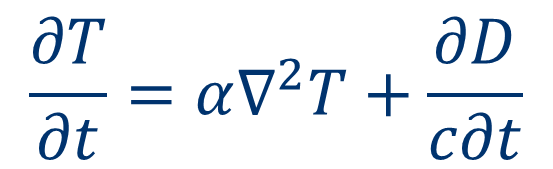 ∂T/∂t = α∇²T + ∂D/c∂t